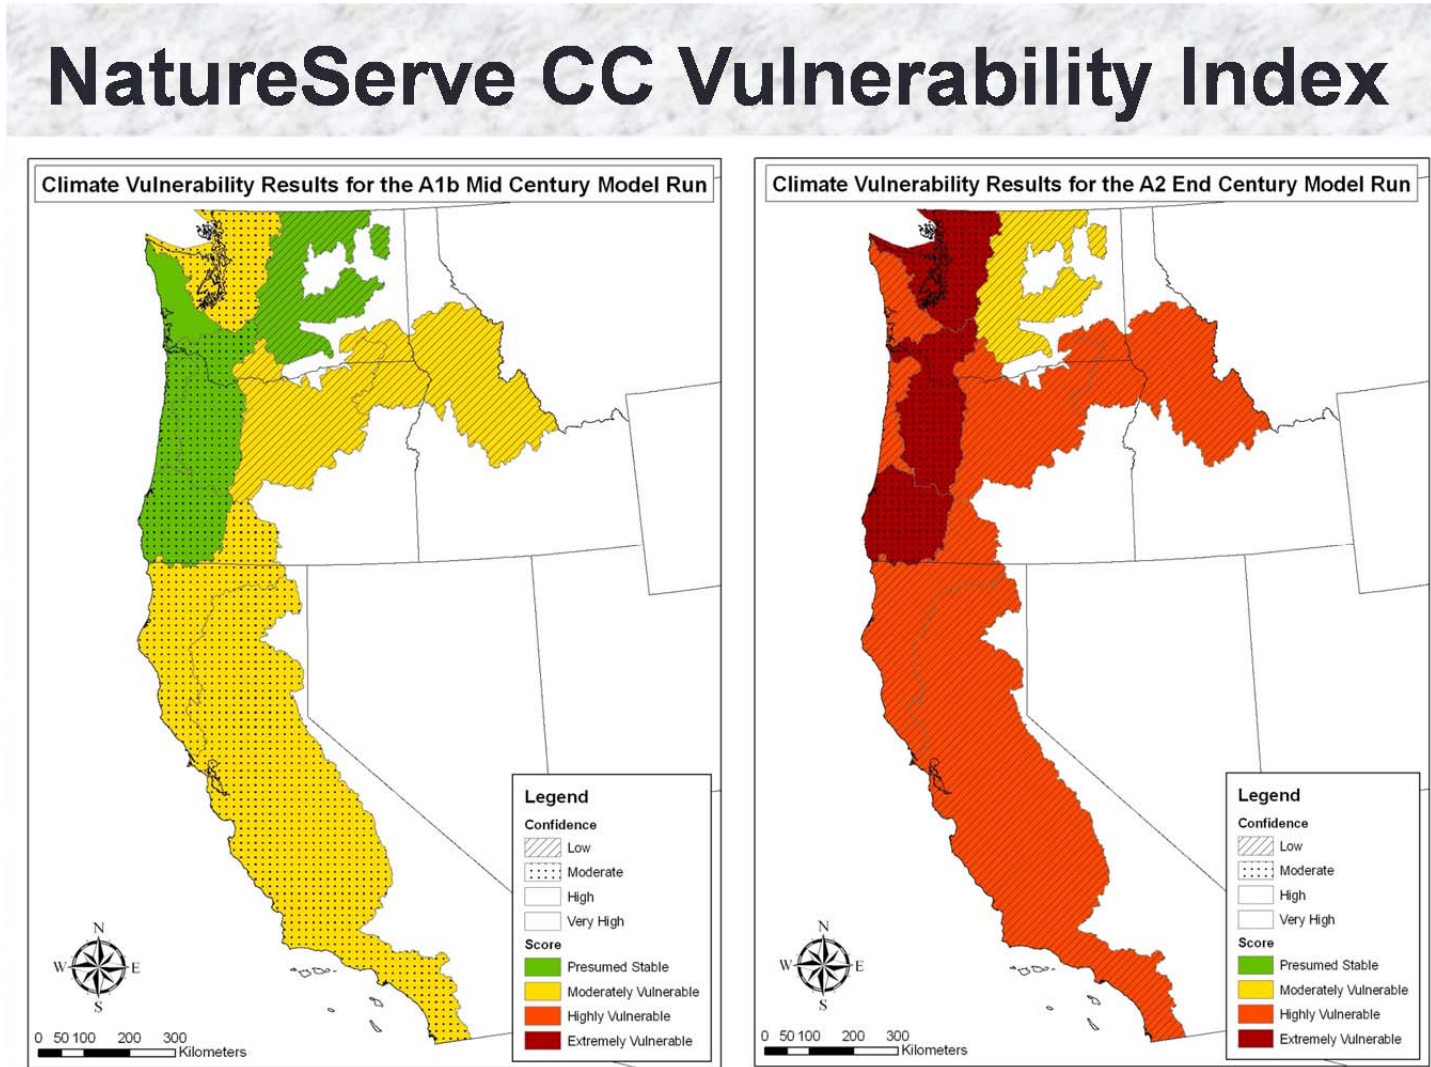 NatureServe CC Vulnerability Index
Climate Vulnerability Results for the A1b Mid Century Model Run
Legend
Confidence
Low
Moderate
High
Very High
Score
Presumed Stable
Moderately Vulnerable
Highly Vulnerable
Extremely Vulnerable
N
W E
S
0 50 100 200 300
Kilometers
Climate Vulnerability Results for the A2 End Century Model Run
Legend
Confidence
Low
Moderate
High
Very High
Score
Presumed Stable
Moderately Vulnerable
Highly Vulnerable
Extremely Vulnerable
N
W E
S
0 50 100 200 300
Kilometers